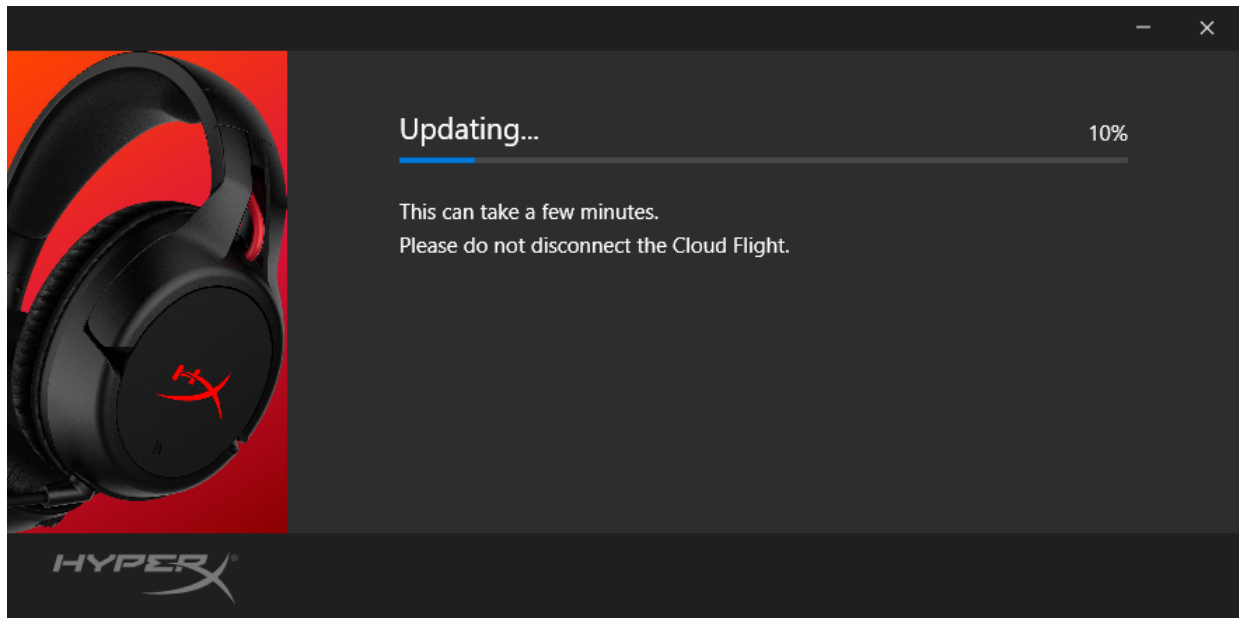 Updating...
10%
This can take a few minutes.
Please do not disconnect the Cloud Flight.
HYPERX®